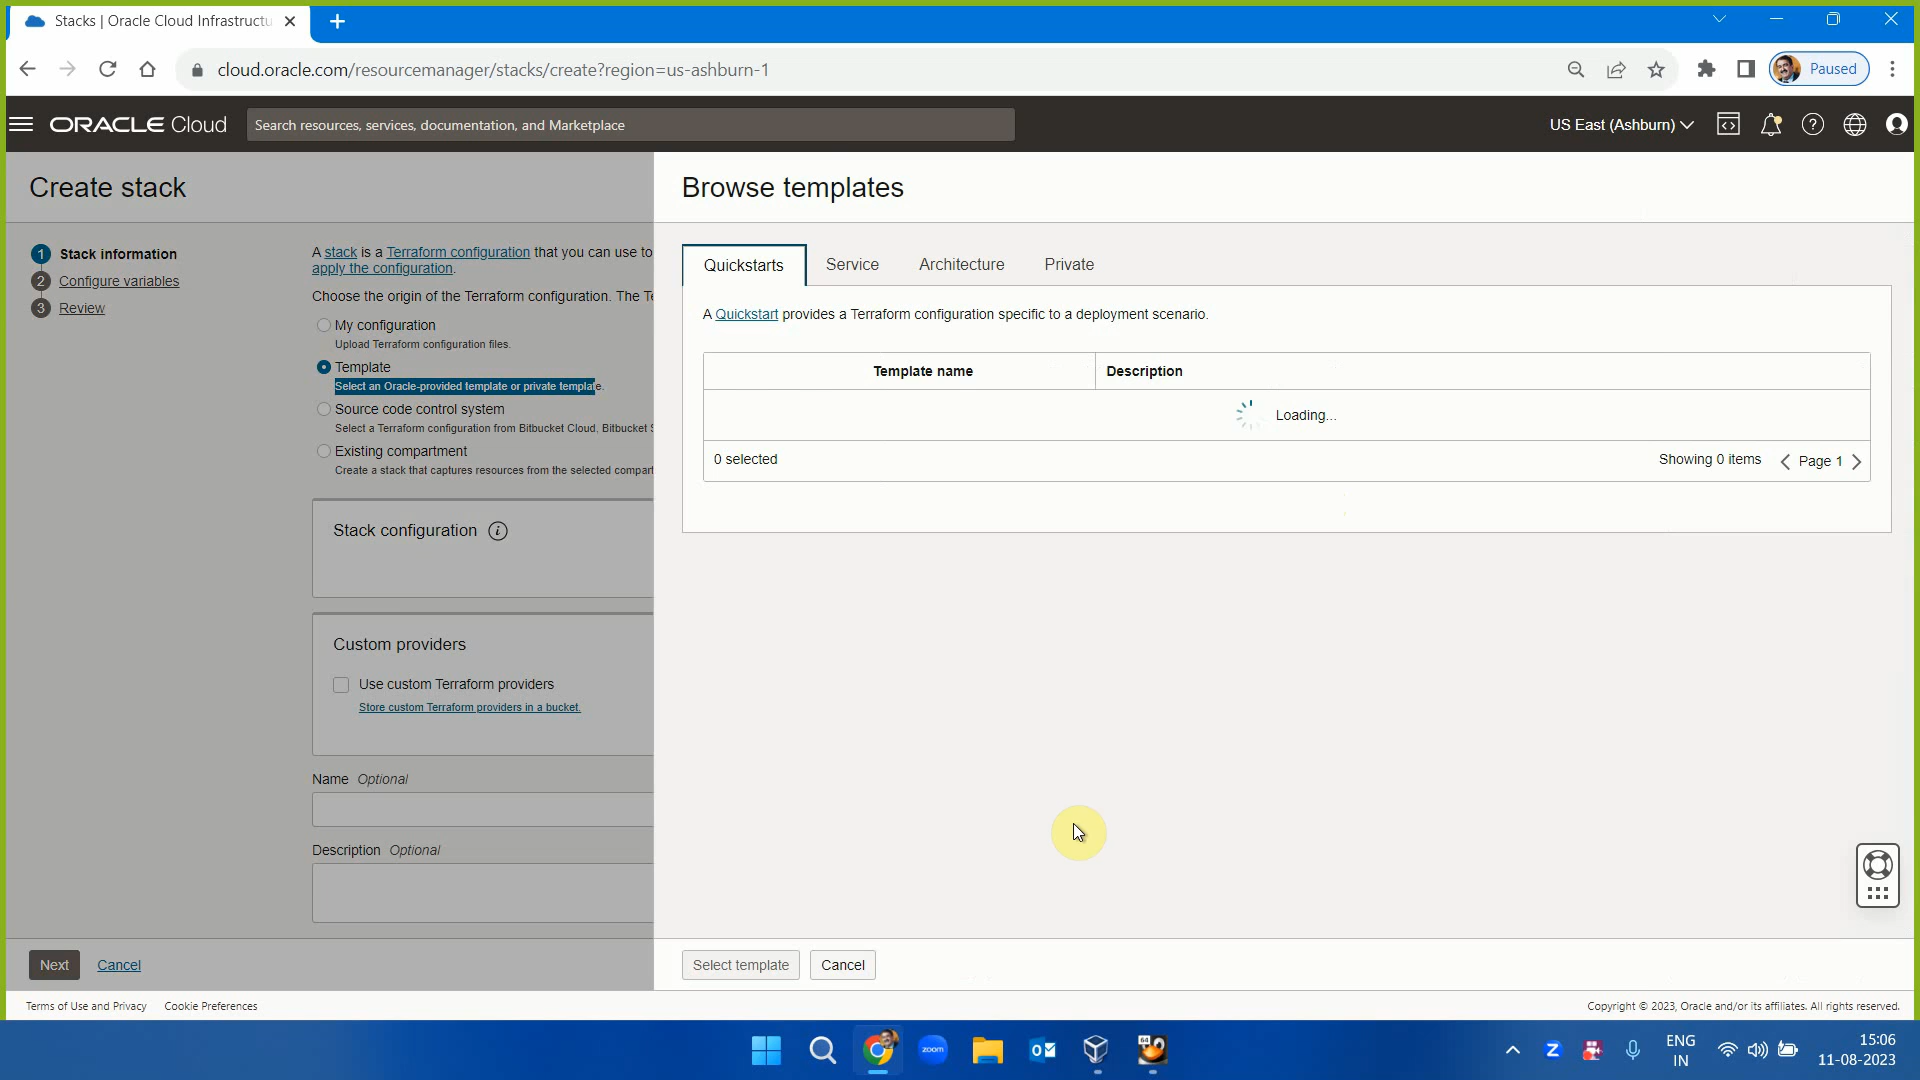 Stacks | Oracle Cloud Infrastructu
cloud.oracle.com/resourcemanager/stacks/create?region=us-ashburn-1
Paused
ORACLE Cloud
Search resources, services, documentation, and Marketplace
US East (Ashburn)
Create stack
1 Stack information
2 Configure variables
3 Review
A stack is a Terraform configuration that you can use to
apply the configuration.
Choose the origin of the Terraform configuration. The Te
My configuration
Upload Terraform configuration files.
Template
Select an Oracle-provided template or private template.
Source code control system
Select a Terraform configuration from Bitbucket Cloud, Bitbucket S
Existing compartment
Create a stack that captures resources from the selected compart
Stack configuration
Custom providers
Use custom Terraform providers
Store custom Terraform providers in a bucket.
Name Optional
Description Optional
Next
Cancel
Browse templates
Quickstarts
Service
Architecture
Private
A Quickstart provides a Terraform configuration specific to a deployment scenario.
Template name
Description
Loading...
0 selected
Showing 0 items
Page 1
Select template
Cancel
Terms of Use and Privacy
Cookie Preferences
Copyright © 2023, Oracle and/or its affiliates. All rights reserved.
zoom
64
Z
ENG
IN
15:06
11-08-2023